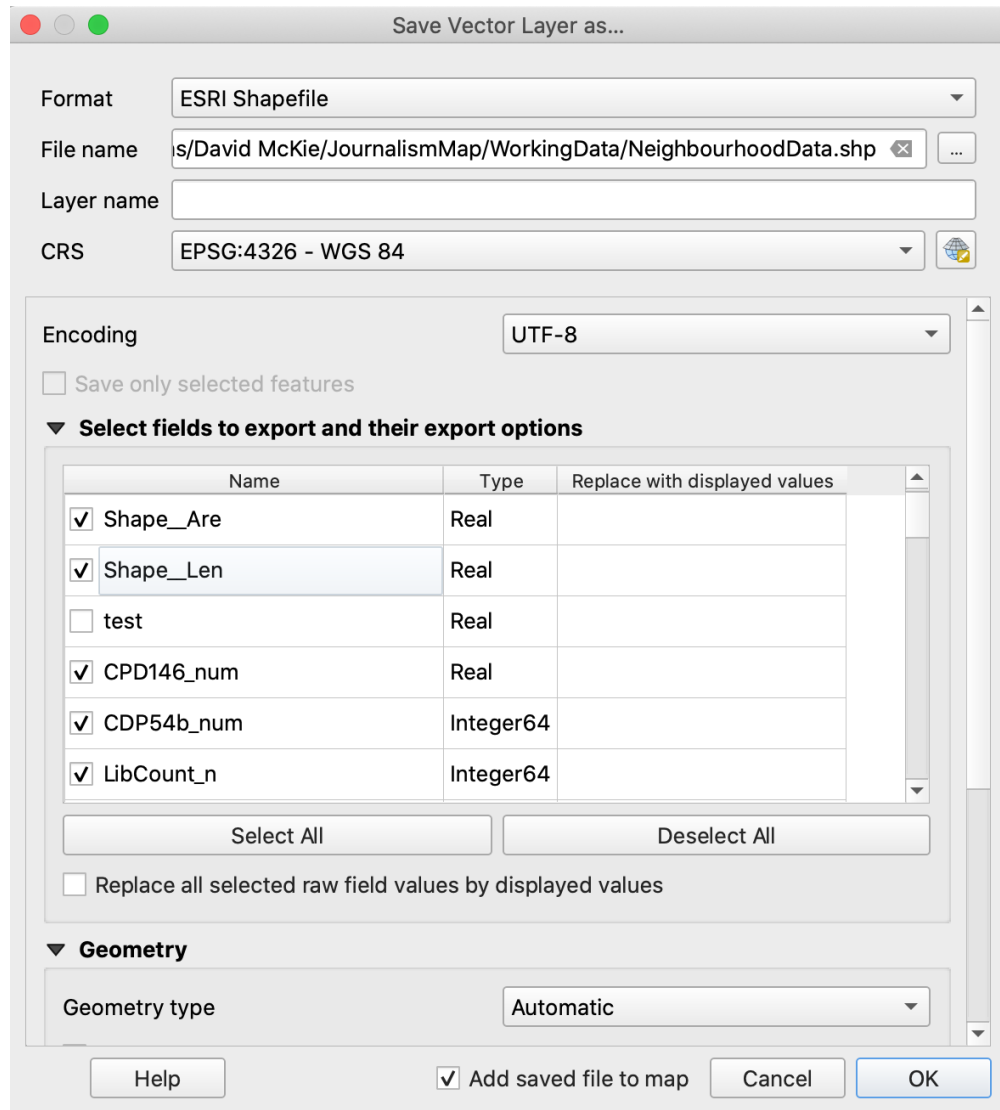 Save Vector Layer as...
Format ESRI Shapefile
File name s/David McKie/JournalismMap/WorkingData/NeighbourhoodData.shp ...
Layer name
CRS EPSG:4326 - WGS 84
Encoding UTF-8
Save only selected features
Select fields to export and their export options
Name Type Replace with displayed values
Shape__Are Real
Shape__Len Real
test Real
CPD146_num Real
CDP54b_num Integer64
LibCount_n Integer64
Select All Deselect All
Replace all selected raw field values by displayed values
Geometry
Geometry type Automatic
Help Add saved file to map Cancel OK